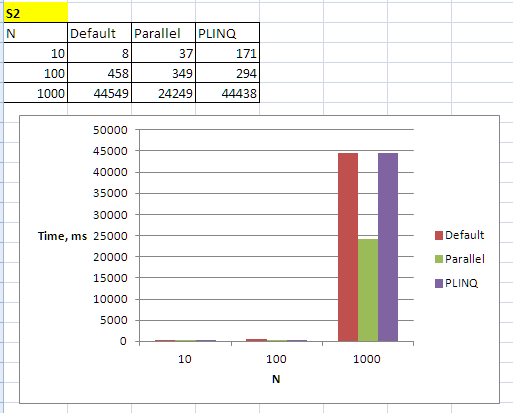 S2
N Default Parallel PLINQ
10 8 37 171
100 458 349 294
1000 44549 24249 44438
50000
45000
40000
35000
30000
Time, ms 25000
20000
15000
10000
5000
0
10 100 1000
N
Default
Parallel
PLINQ